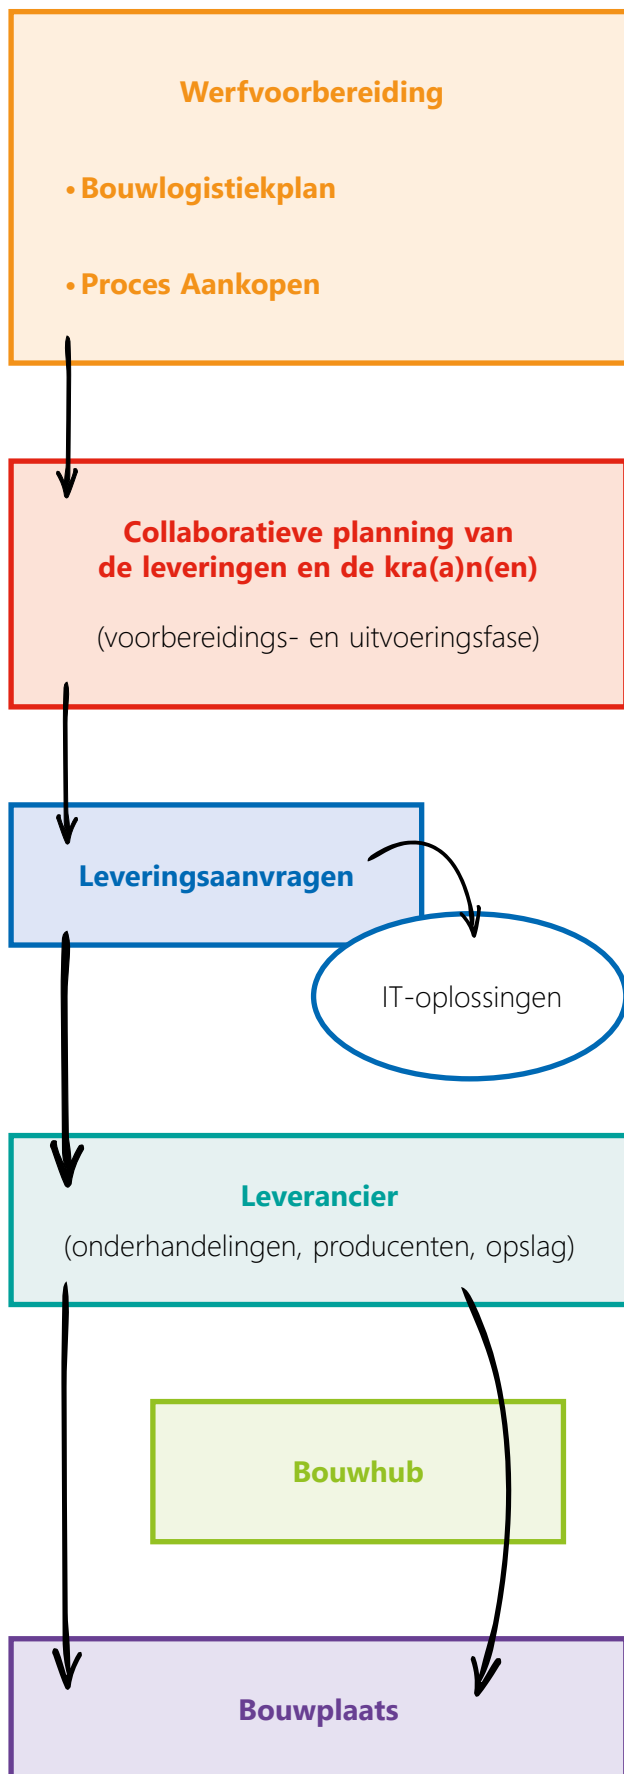 Werfvoorbereiding
• Bouwlogistiekplan
• Proces Aankopen
Collaboratieve planning van
de leveringen en de kra(a)n(en)
(voorbereidings- en uitvoeringsfase)
Leveringsaanvragen
IT-oplossingen
Leverancier
(onderhandelingen, producenten, opslag)
Bouwhub
Bouwplaats